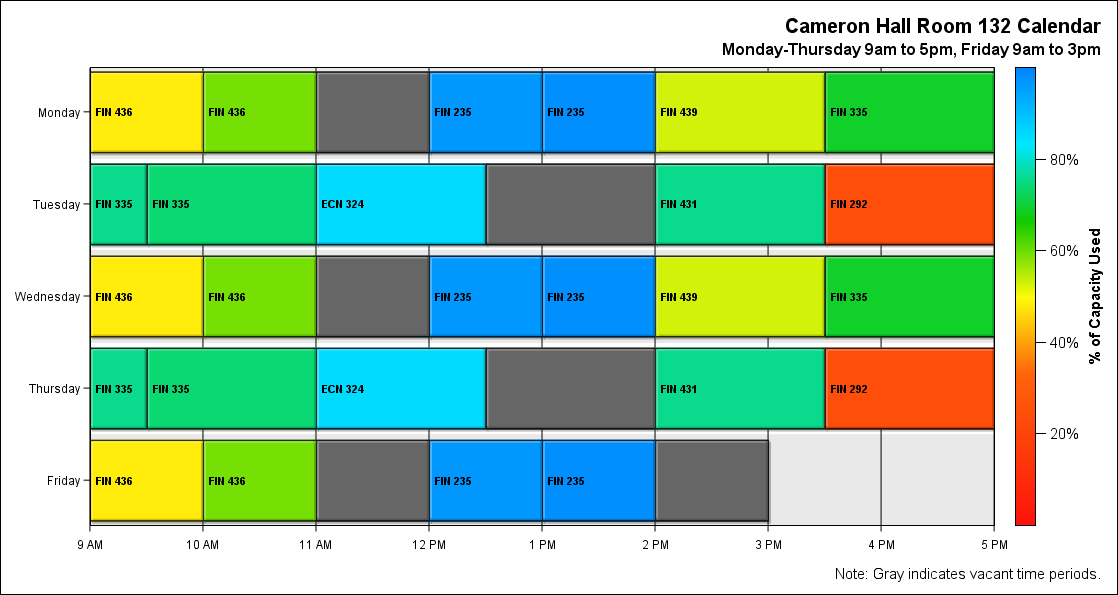 Cameron Hall Room 132 Calendar
Monday-Thursday 9am to 5pm, Friday 9am to 3pm
Monday FIN 436 FIN 436 FIN 235 FIN 235 FIN 439 FIN 335
Tuesday FIN 335 FIN 335 ECN 324 FIN 431 FIN 292
Wednesday FIN 436 FIN 436 FIN 235 FIN 235 FIN 439 FIN 335
Thursday FIN 335 FIN 335 ECN 324 FIN 431 FIN 292
Friday FIN 436 FIN 436 FIN 235 FIN 235
9 AM 10 AM 11 AM 12 PM 1 PM 2 PM 3 PM 4 PM 5 PM
80%
60%
40%
20%
% of Capacity Used
Note: Gray indicates vacant time periods.